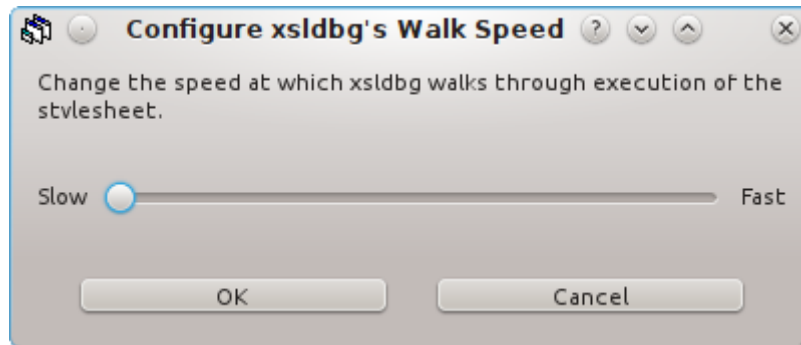 Configure xsldbg's Walk Speed
Change the speed at which xsldbg walks through execution of the
stylesheet.
Slow
Fast
OK
Cancel